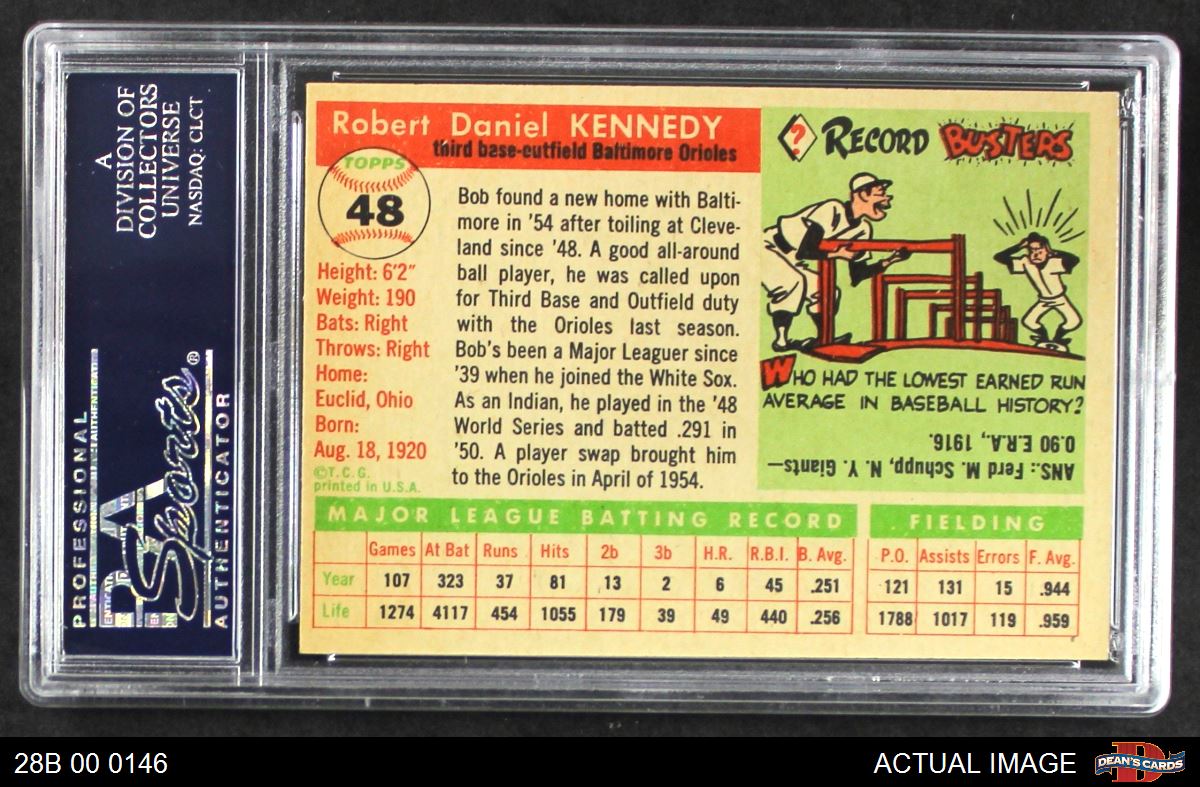 A
DIVISION OF
COLLECTORS
UNIVERSE
NASDAQ: CLCT
PROFESSIONAL
PSA
Sports®
AUTHENTICATOR
Robert Daniel KENNEDY
third base-outfield Baltimore Orioles
TOPPS
48
Height: 6'2"
Weight: 190
Bats: Right
Throws: Right
Home:
Euclid, Ohio
Born:
Aug. 18, 1920
©T.C.G.
printed in U.S.A.
Bob found a new home with Balti-
more in '54 after toiling at Cleve-
land since '48. A good all-around
ball player, he was called upon
for Third Base and Outfield duty
with the Orioles last season.
Bob's been a Major Leaguer since
'39 when he joined the White Sox.
As an Indian, he played in the '48
World Series and batted .291 in
'50. A player swap brought him
to the Orioles in April of 1954.
? RECORD BUSTERS
WHO HAD THE LOWEST EARNED RUN
AVERAGE IN BASEBALL HISTORY?
ANS.: Ferd M. Schupp, N. Y. Giants—
0.90 E.R.A., 1916.
MAJOR LEAGUE BATTING RECORD
Games At Bat Runs Hits 2b 3b H.R. R.B.I. B. Avg.
Year 107 323 37 81 13 2 6 45 .251
Life 1274 4117 454 1055 179 39 49 440 .256
FIELDING
P.O. Assists Errors F. Avg.
121 131 15 .944
1788 1017 119 .959
28B 00 0146
ACTUAL IMAGE
D
DEAN'S CARDS